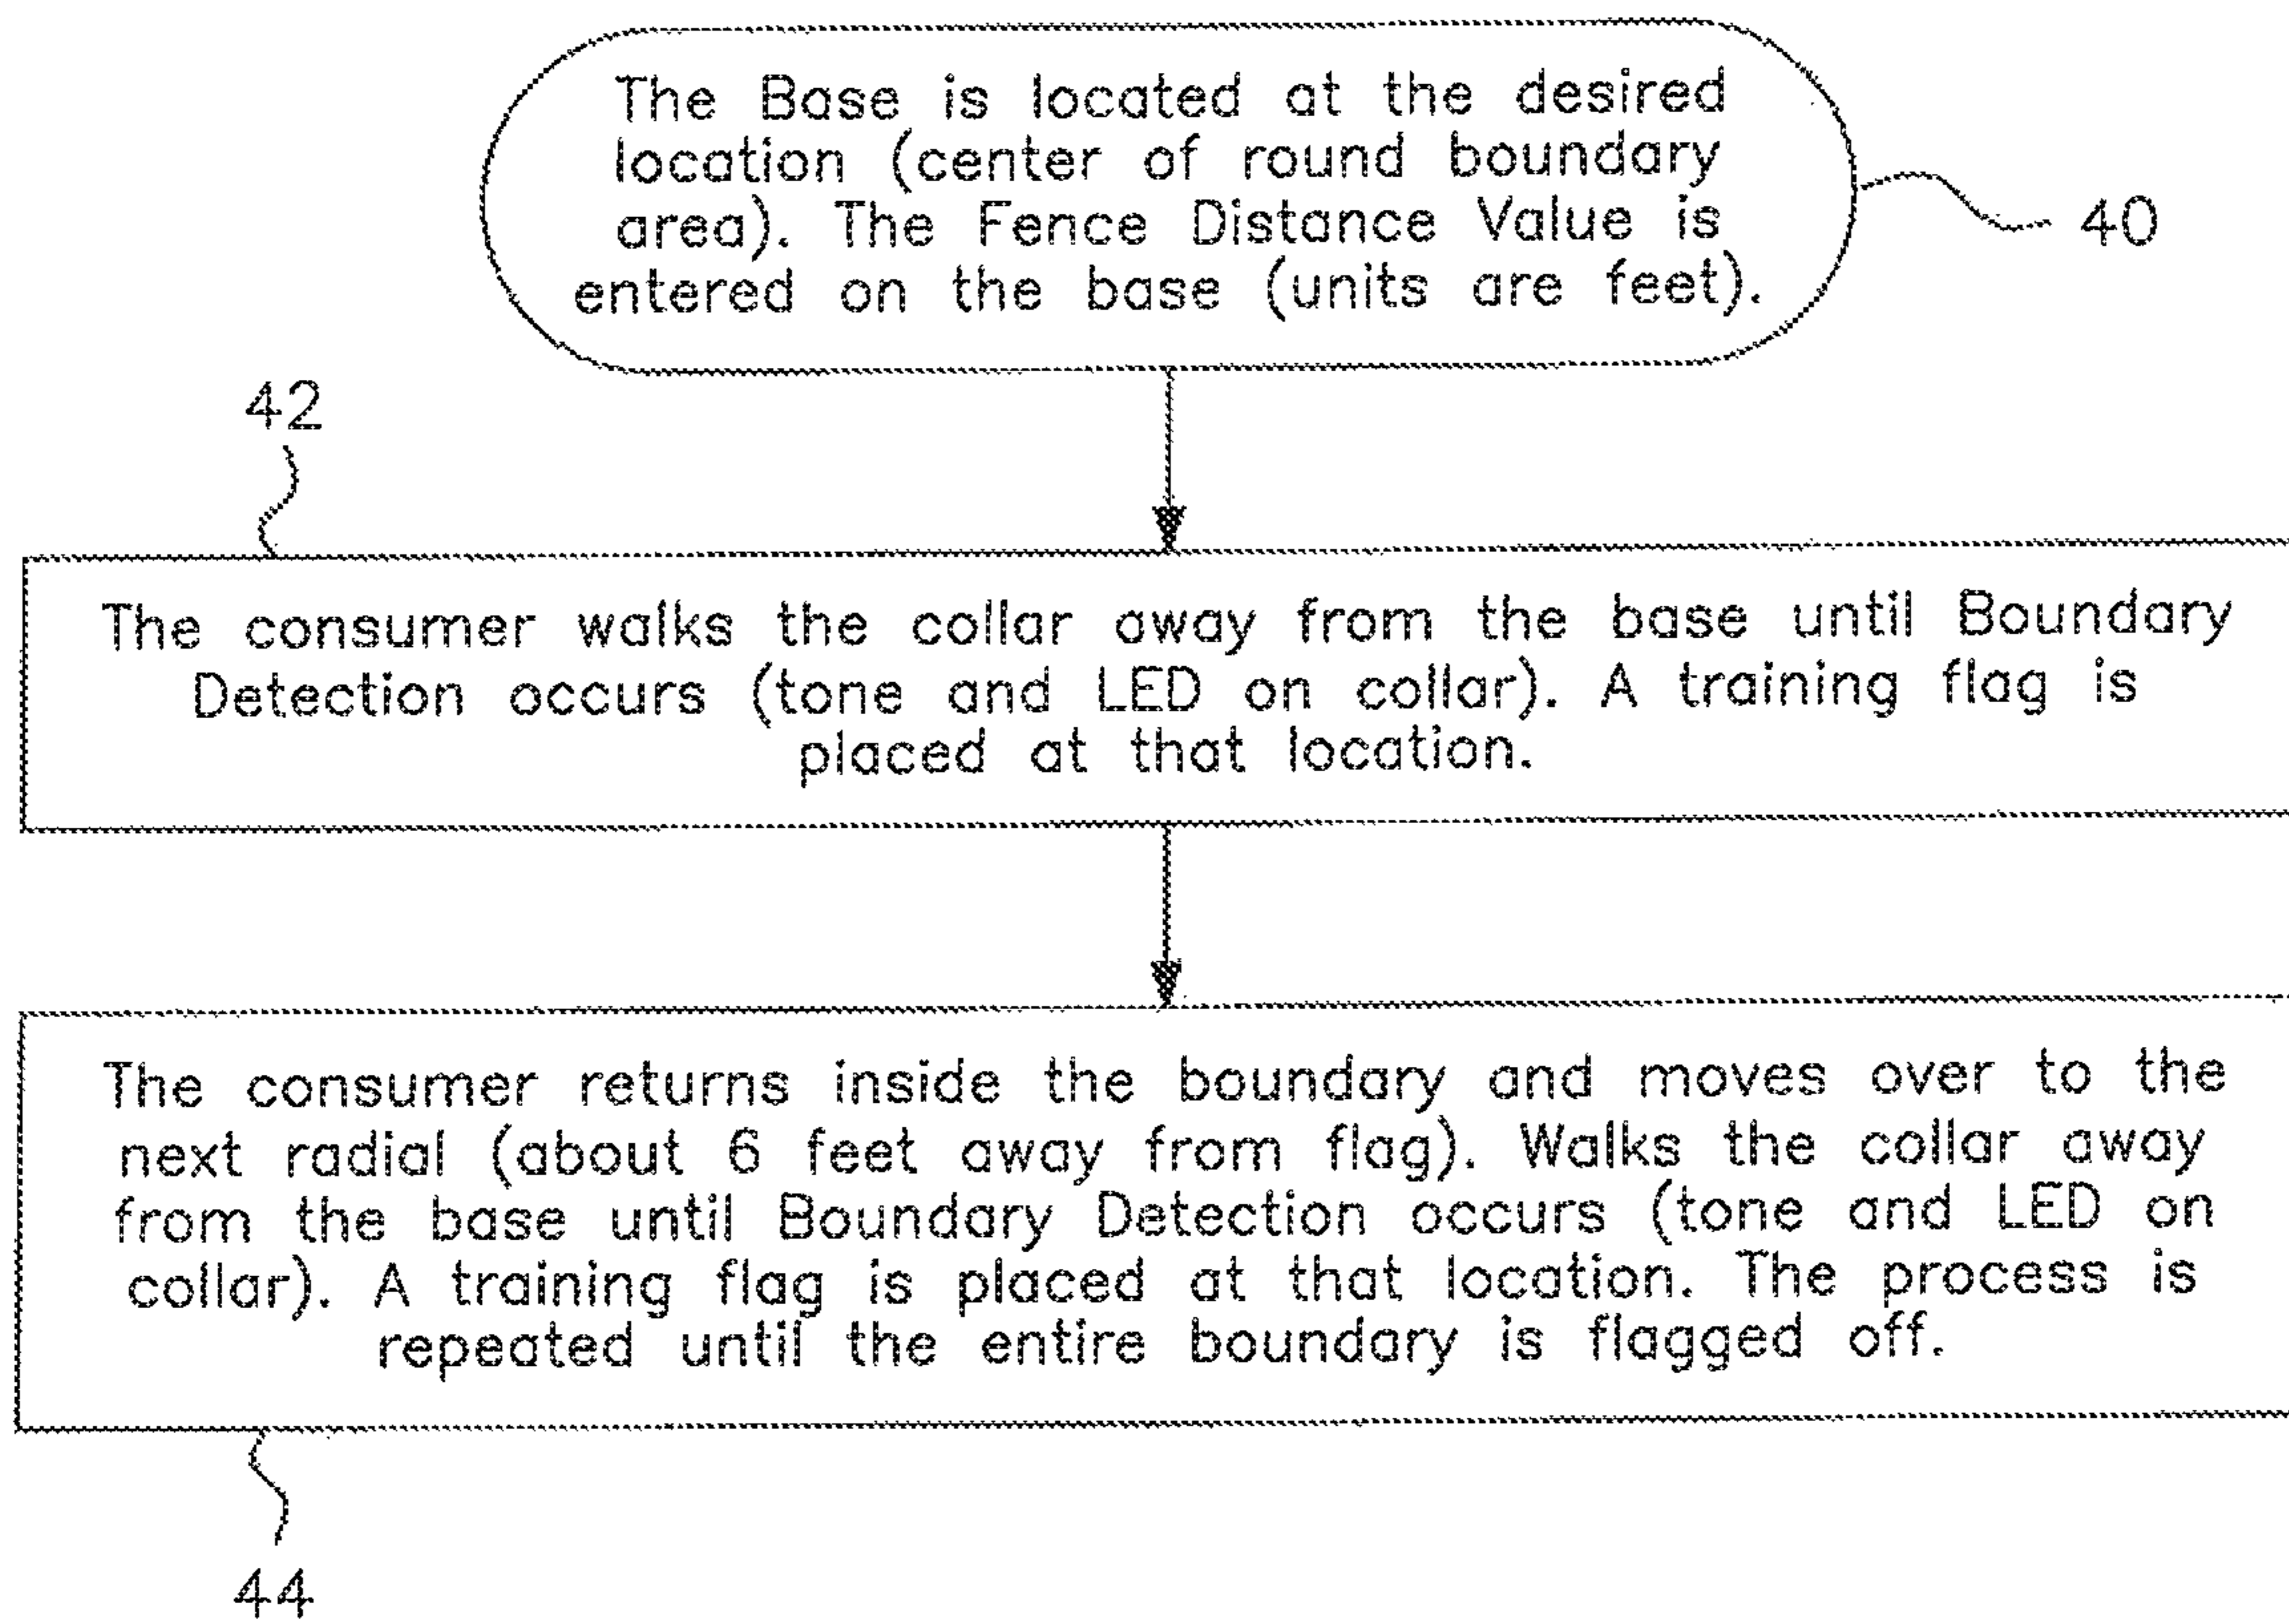 The Base is located at the desired
location (center of round boundary
area). The Fence Distance Value is
entered on the base (units are feet).
40
42
The consumer walks the collar away from the base until Boundary
Detection occurs (tone and LED on collar). A training flag is
placed at that location.
The consumer returns inside the boundary and moves over to the
next radial (about 6 feet away from flag). Walks the collar away
from the base until Boundary Detection occurs (tone and LED on
collar). A training flag is placed at that location. The process is
repeated until the entire boundary is flagged off.
44